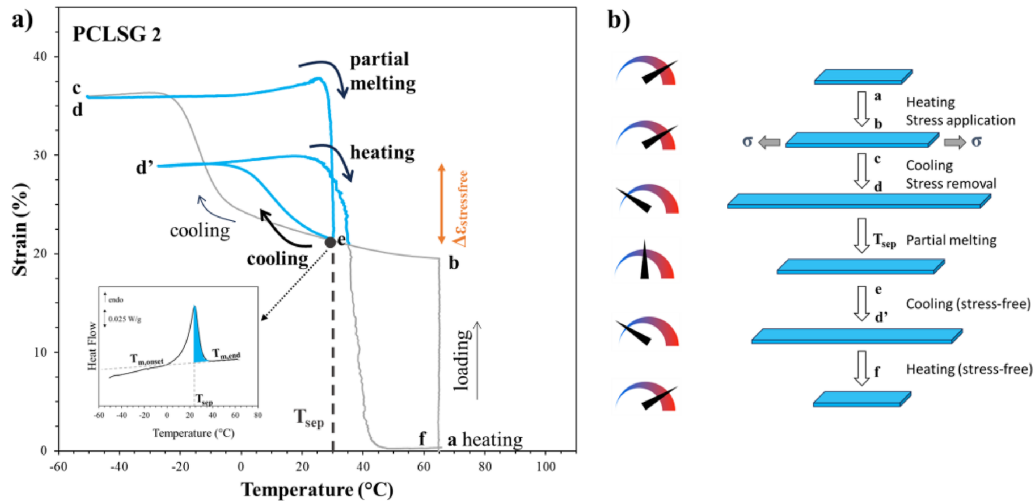 a)
PCLSG 2
40
30
20
10
0
Strain (%)
-60
-40
-20
0
20
40
60
80
100
Temperature (°C)
c
d
partial
melting
heating
d'
cooling
cooling
e
Δεstressfree
b
loading
Tsep
f
a heating
endo
0.025 W/g
Heat Flow
Tm,onset
Tm,end
Tsep
-60
-40
-20
0
20
40
60
80
Temperature (°C)
b)
a
Heating
b
Stress application
σ
σ
c
Cooling
d
Stress removal
Tsep
Partial melting
e
Cooling (stress-free)
d'
f
Heating (stress-free)